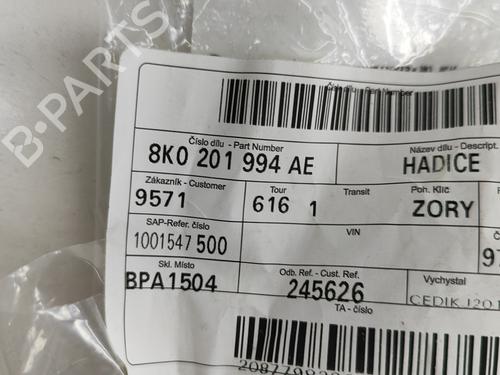 B-PARTS
Číslo dílu - Part Number
8K0 201 994 AE
Název dílu - Descript.
HADICE
Zákazník - Customer
9571
Tour
616 1
Transit
Poh. Klíč
ZORY
SAP-Refer. číslo
1001547 500
VIN
Skl. Místo
BPA1504
Odb. Ref. - Cust. Ref.
245626
Vychystal
TA - číslo